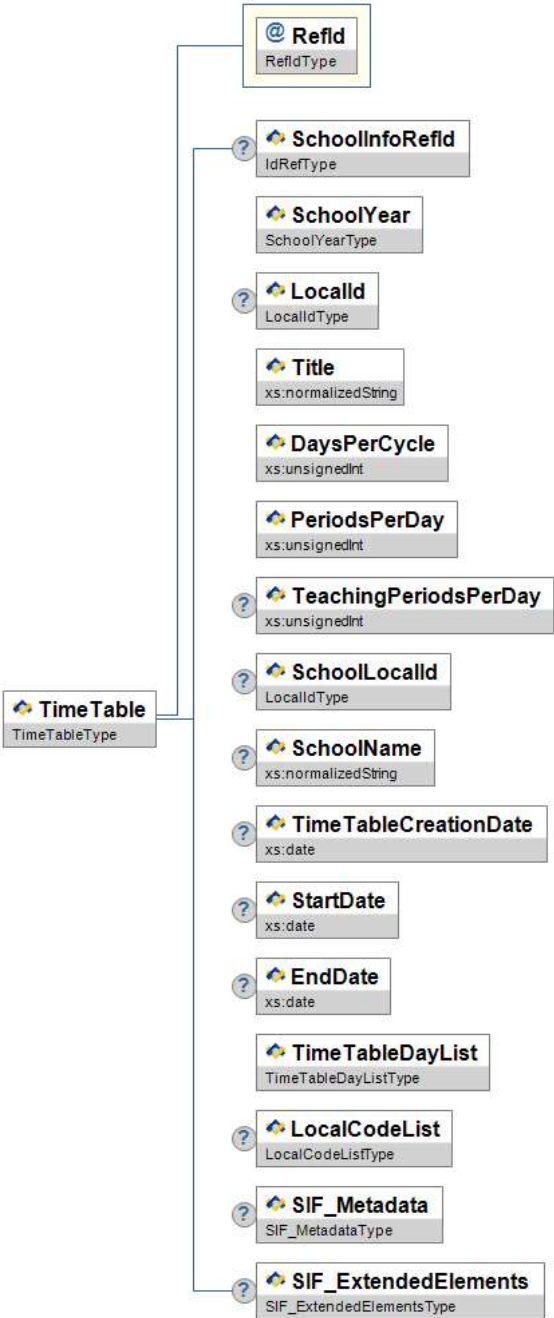 @ RefId
RefIdType
? SchoolInfoRefId
IdRefType
SchoolYear
SchoolYearType
? LocalId
LocalIdType
Title
xs:normalizedString
DaysPerCycle
xs:unsignedInt
PeriodsPerDay
xs:unsignedInt
? TeachingPeriodsPerDay
xs:unsignedInt
? SchoolLocalId
LocalIdType
TimeTable
TimeTableType
? SchoolName
xs:normalizedString
? TimeTableCreationDate
xs:date
? StartDate
xs:date
? EndDate
xs:date
TimeTableDayList
TimeTableDayListType
? LocalCodeList
LocalCodeListType
? SIF_Metadata
SIF_MetadataType
? SIF_ExtendedElements
SIF_ExtendedElementsType